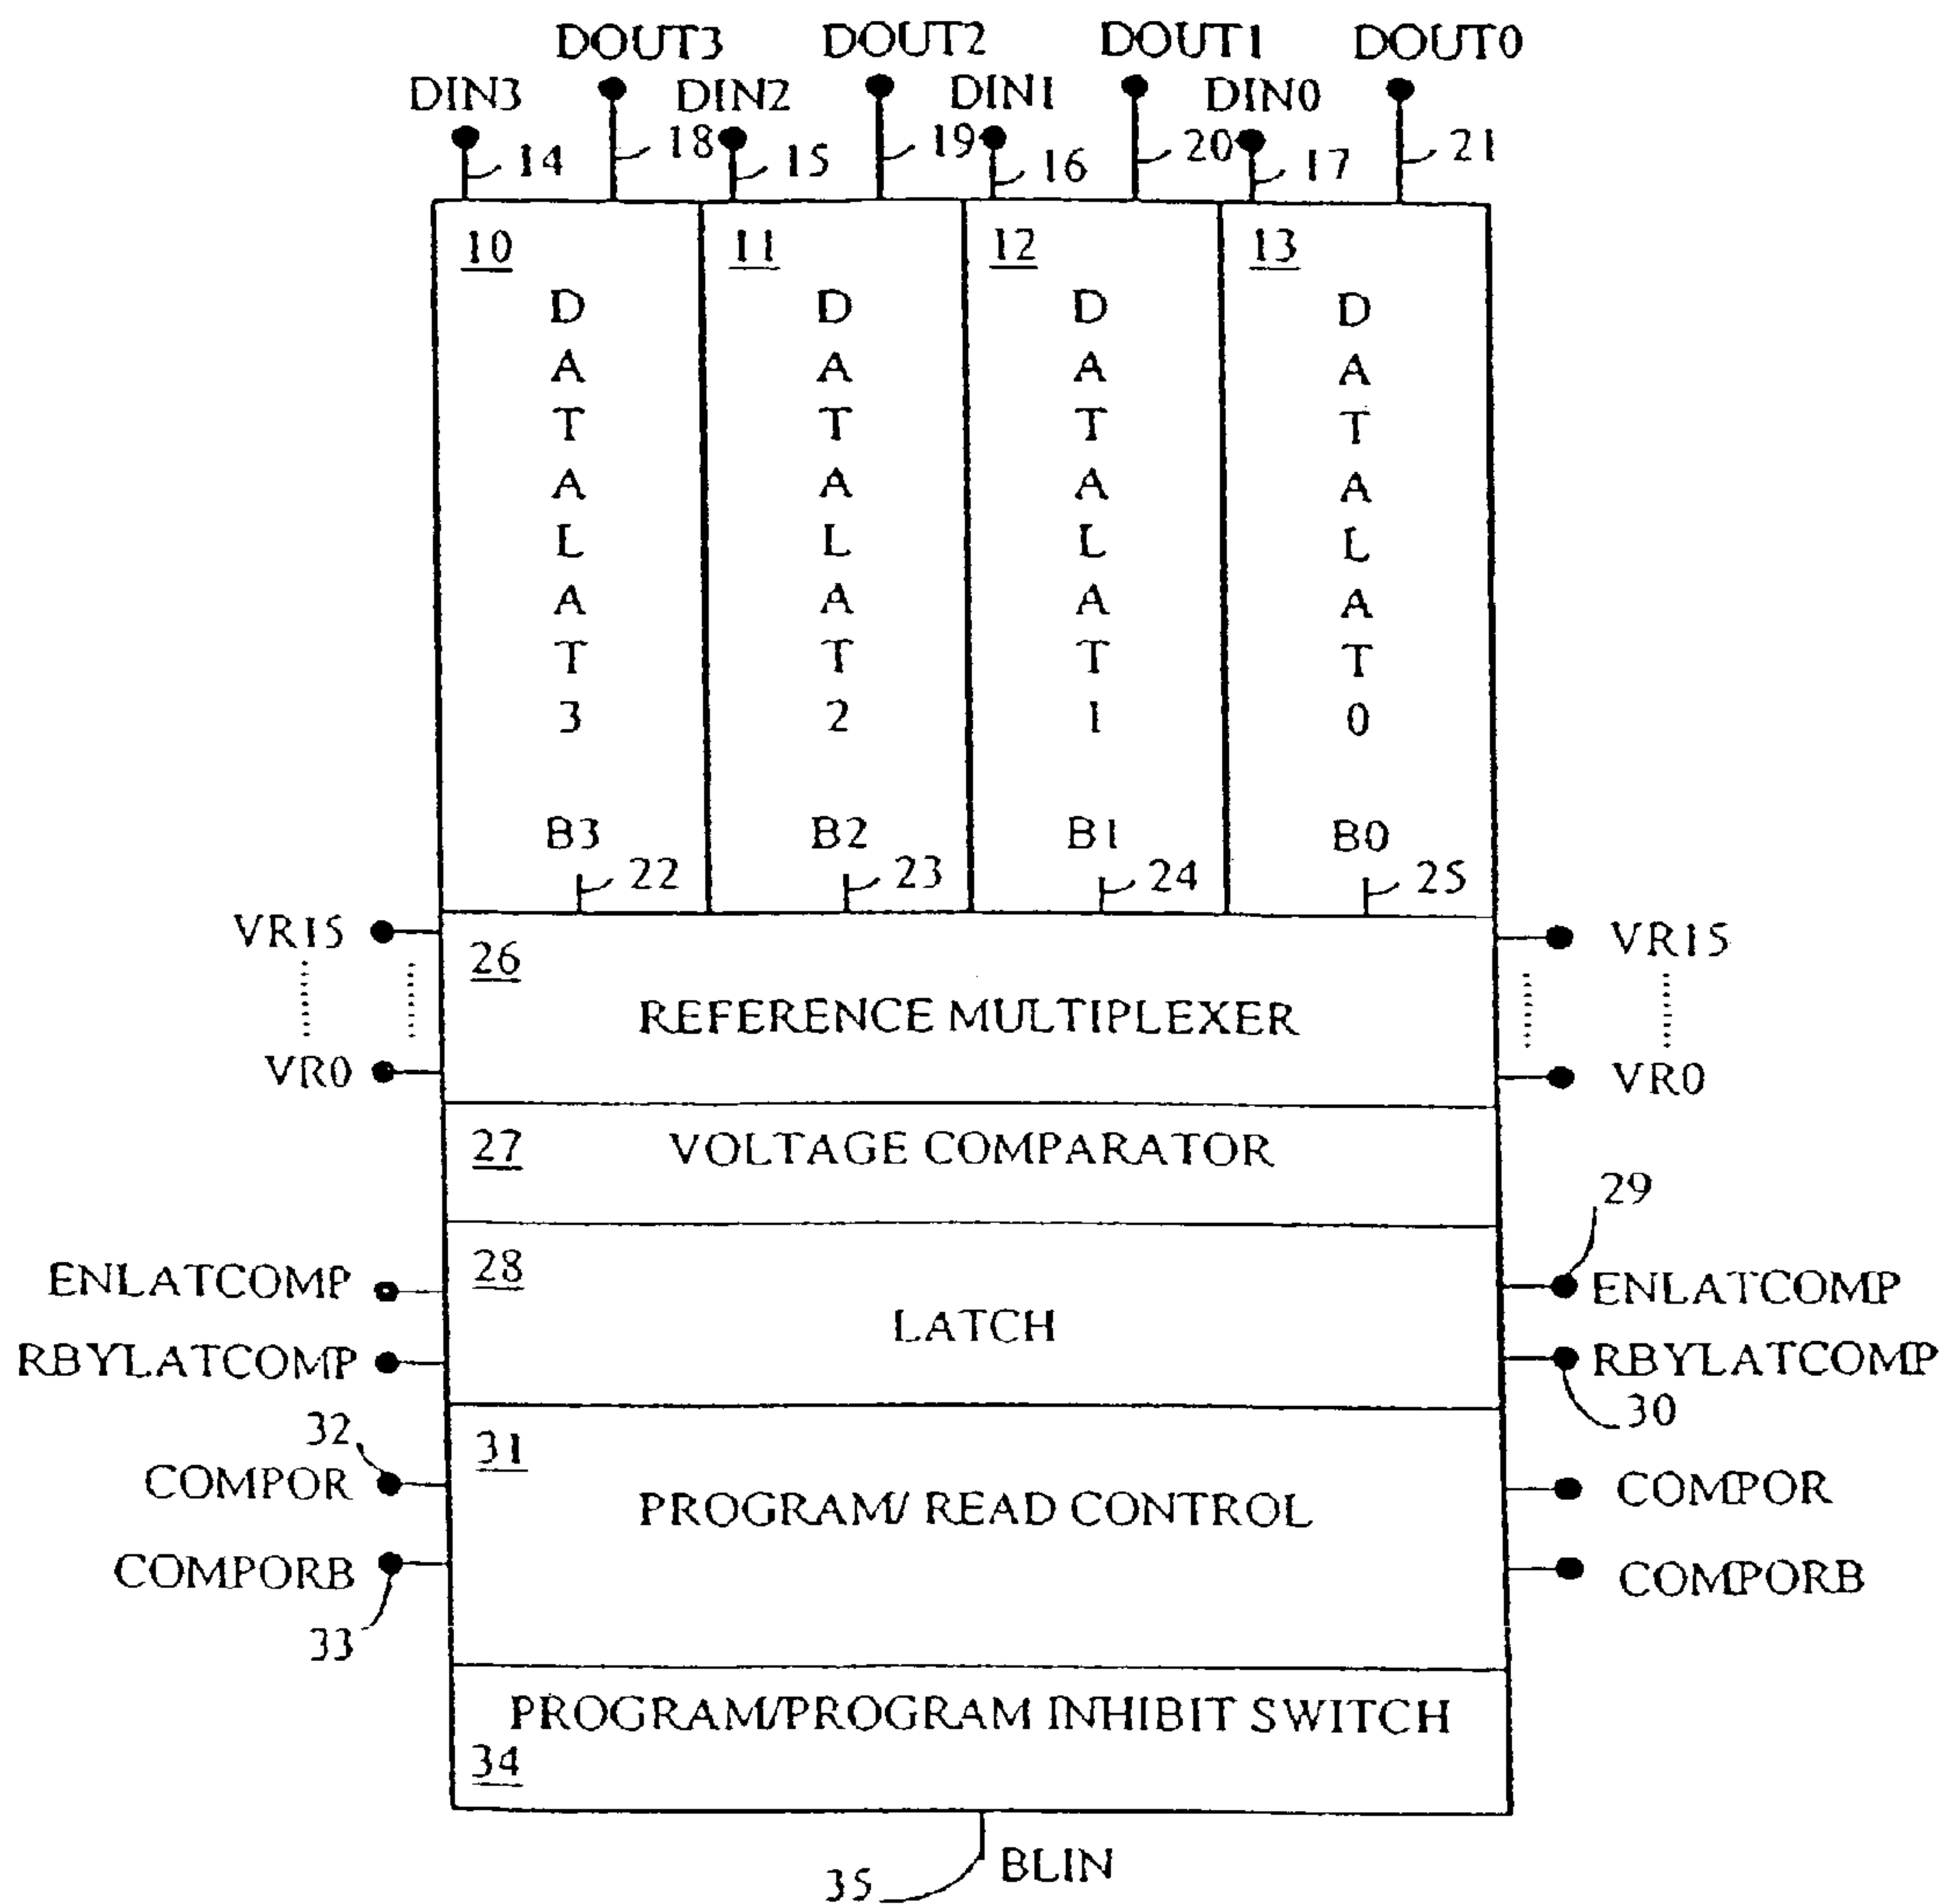 DOUT3 DOUT2 DOUT1 DOUT0
DIN3 DIN2 DIN1 DIN0
14 18 15 19 16 20 17 21
10 11 12 13
D D D D
A A A A
T T T T
A A A A
L L L L
A A A A
T T T T
3 2 1 0
B3 B2 B1 B0
22 23 24 25
VR15 VR15
26
REFERENCE MULTIPLEXER
VR0 VR0
27 VOLTAGE COMPARATOR
29
ENLATCOMP 28 ENLATCOMP
LATCH
RBYLATCOMP RBYLATCOMP
32 30
31
COMPOR COMPOR
PROGRAM/ READ CONTROL
COMPORB COMPORB
33
PROGRAM/PROGRAM INHIBIT SWITCH
34
35 BLIN